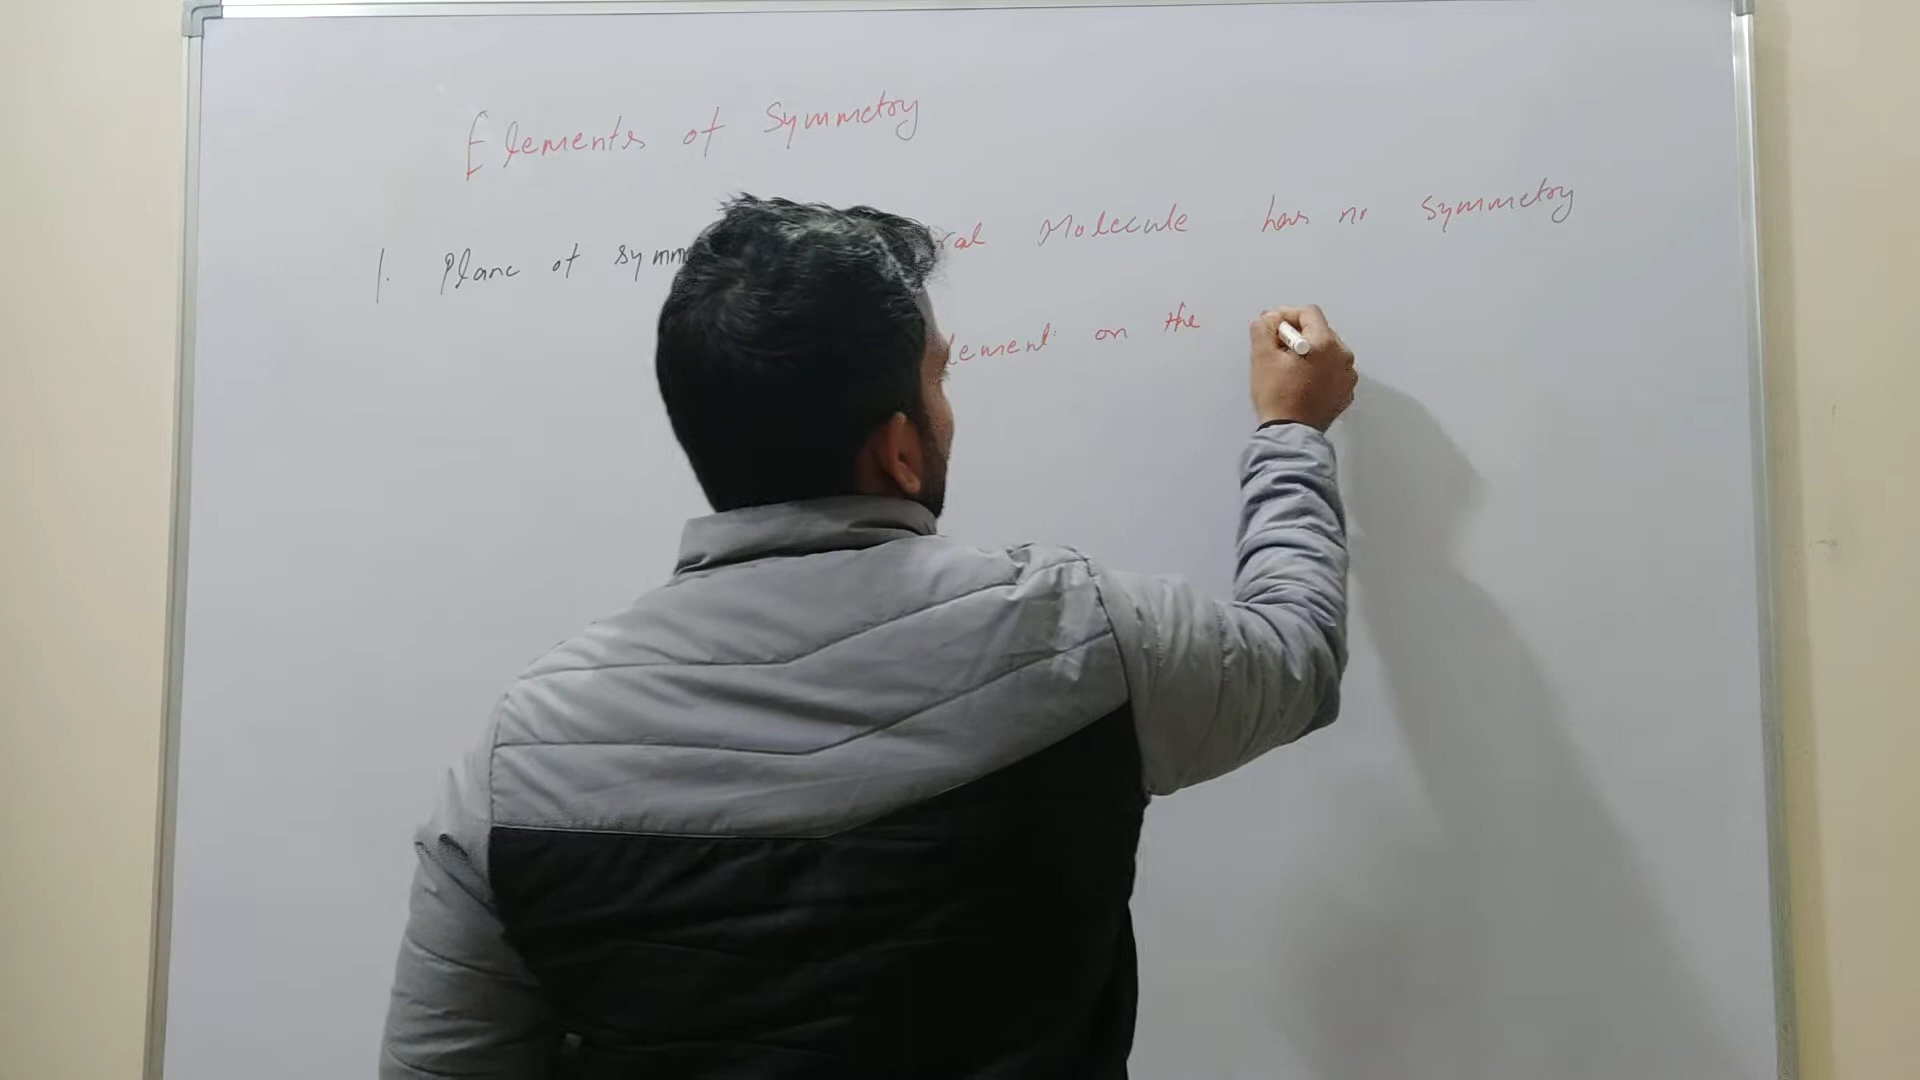 Elements of Symmetry
1. Plane of symm ral Molecule has no symmetry
lement on the